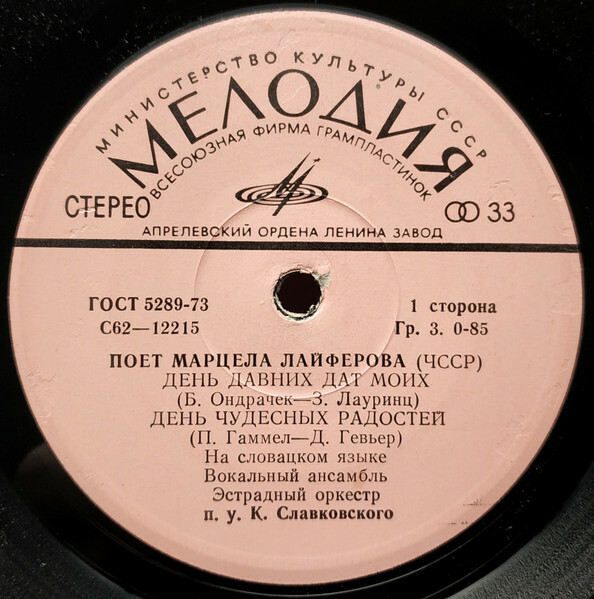 МИНИСТЕРСТВО КУЛЬТУРЫ СССР
МЕЛОДИЯ
ВСЕСОЮЗНАЯ ФИРМА ГРАМПЛАСТИНОК
СТЕРЕО
33
АПРЕЛЕВСКИЙ ОРДЕНА ЛЕНИНА ЗАВОД
ГОСТ 5289-73
1 сторона
С62—12215
Гр. 3. 0-85
ПОЕТ МАРЦЕЛА ЛАЙФЕРОВА (ЧССР)
ДЕНЬ ДАВНИХ ДАТ МОИХ
(Б. Ондрачек—З. Лауринц)
ДЕНЬ ЧУДЕСНЫХ РАДОСТЕЙ
(П. Гаммел—Д. Гевьер)
На словацком языке
Вокальный ансамбль
Эстрадный оркестр
п. у. К. Славковского